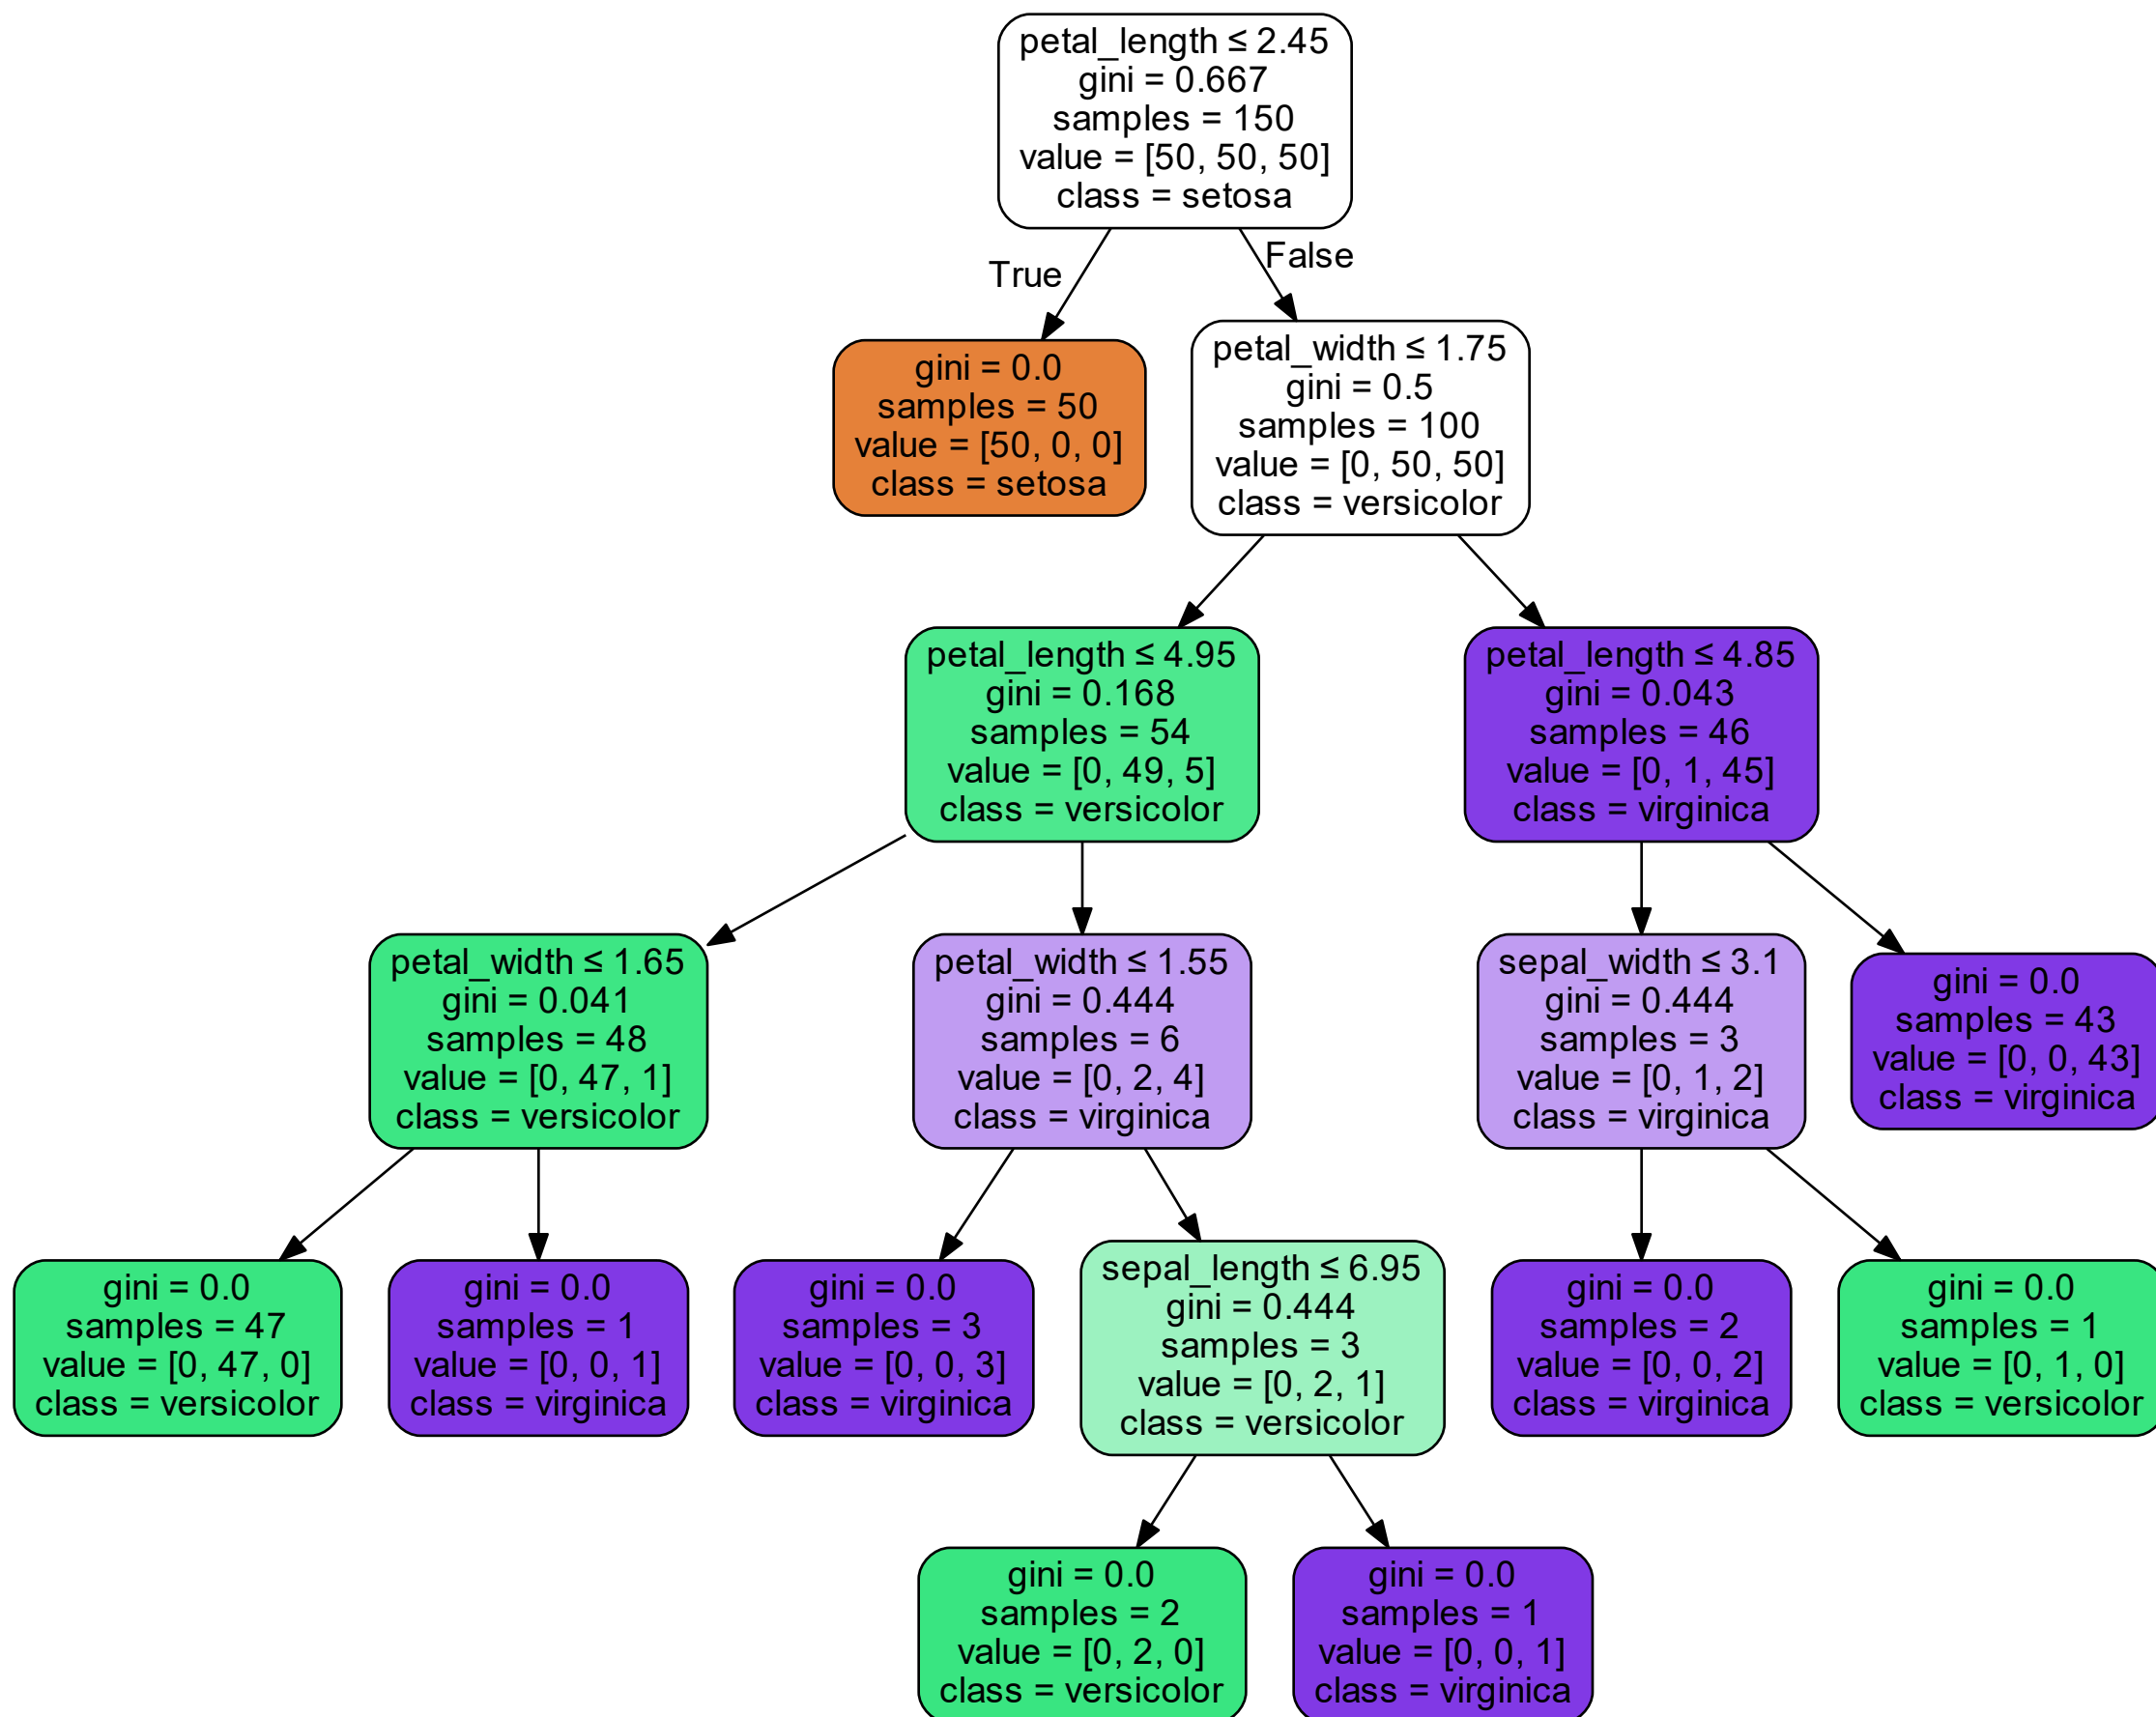 petal_length ≤ 2.45
gini = 0.667
samples = 150
value = [50, 50, 50]
class = setosa
True
False
gini = 0.0
samples = 50
value = [50, 0, 0]
class = setosa
petal_width ≤ 1.75
gini = 0.5
samples = 100
value = [0, 50, 50]
class = versicolor
petal_length ≤ 4.95
gini = 0.168
samples = 54
value = [0, 49, 5]
class = versicolor
petal_length ≤ 4.85
gini = 0.043
samples = 46
value = [0, 1, 45]
class = virginica
petal_width ≤ 1.65
gini = 0.041
samples = 48
value = [0, 47, 1]
class = versicolor
petal_width ≤ 1.55
gini = 0.444
samples = 6
value = [0, 2, 4]
class = virginica
sepal_width ≤ 3.1
gini = 0.444
samples = 3
value = [0, 1, 2]
class = virginica
gini = 0.0
samples = 43
value = [0, 0, 43]
class = virginica
gini = 0.0
samples = 47
value = [0, 47, 0]
class = versicolor
gini = 0.0
samples = 1
value = [0, 0, 1]
class = virginica
gini = 0.0
samples = 3
value = [0, 0, 3]
class = virginica
sepal_length ≤ 6.95
gini = 0.444
samples = 3
value = [0, 2, 1]
class = versicolor
gini = 0.0
samples = 2
value = [0, 0, 2]
class = virginica
gini = 0.0
samples = 1
value = [0, 1, 0]
class = versicolor
gini = 0.0
samples = 2
value = [0, 2, 0]
class = versicolor
gini = 0.0
samples = 1
value = [0, 0, 1]
class = virginica